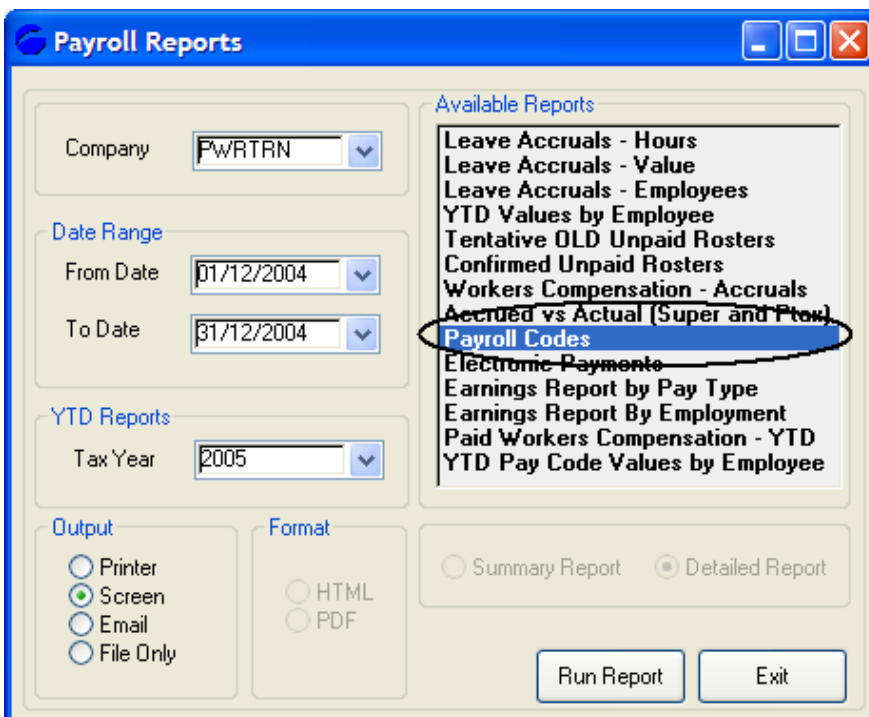 Payroll Reports
Company
PWRTRN
Date Range
From Date
01/12/2004
To Date
31/12/2004
YTD Reports
Tax Year
2005
Output
Printer
Screen
Email
File Only
Format
HTML
PDF
Available Reports
Leave Accruals - Hours
Leave Accruals - Value
Leave Accruals - Employees
YTD Values by Employee
Tentative OLD Unpaid Rosters
Confirmed Unpaid Rosters
Workers Compensation - Accruals
Accrued vs Actual (Super and Ptax)
Payroll Codes
Electronic Payments
Earnings Report by Pay Type
Earnings Report By Employment
Paid Workers Compensation - YTD
YTD Pay Code Values by Employee
Summary Report
Detailed Report
Run Report
Exit